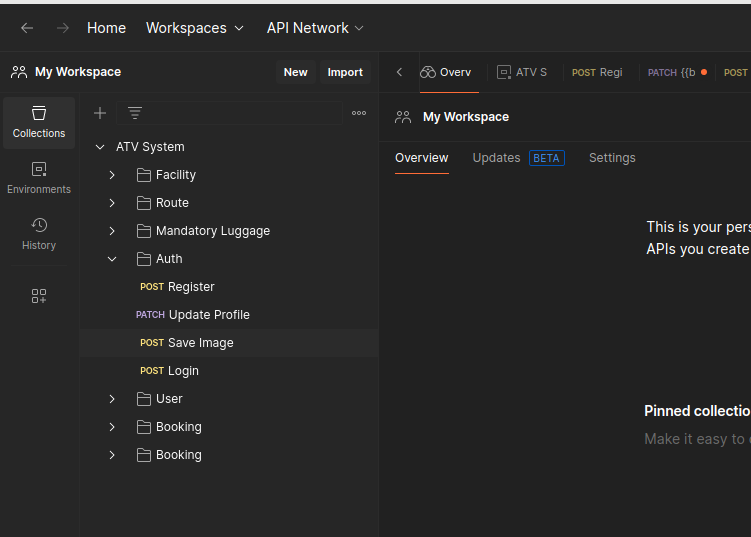 Home Workspaces API Network
My Workspace New Import
Overv ATV S POST Regi PATCH {{b POST
Collections
Environments
History
ATV System
Facility
Route
Mandatory Luggage
Auth
POST Register
PATCH Update Profile
POST Save Image
POST Login
User
Booking
Booking
My Workspace
Overview Updates BETA Settings
This is your pers
APIs you create
Pinned collectio
Make it easy to